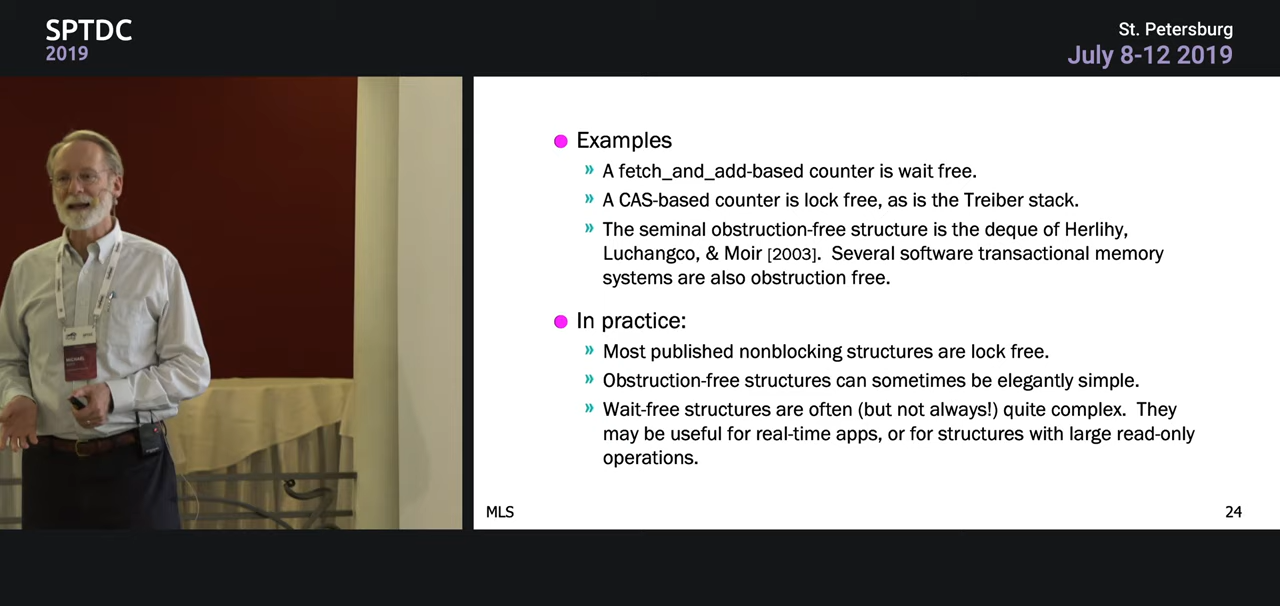 SPTDC
2019
St. Petersburg
July 8-12 2019
Examples
» A fetch_and_add-based counter is wait free.
» A CAS-based counter is lock free, as is the Treiber stack.
» The seminal obstruction-free structure is the deque of Herlihy,
Luchangco, & Moir [2003]. Several software transactional memory
systems are also obstruction free.
In practice:
» Most published nonblocking structures are lock free.
» Obstruction-free structures can sometimes be elegantly simple.
» Wait-free structures are often (but not always!) quite complex. They
may be useful for real-time apps, or for structures with large read-only
operations.
MLS
24
MICHAEL